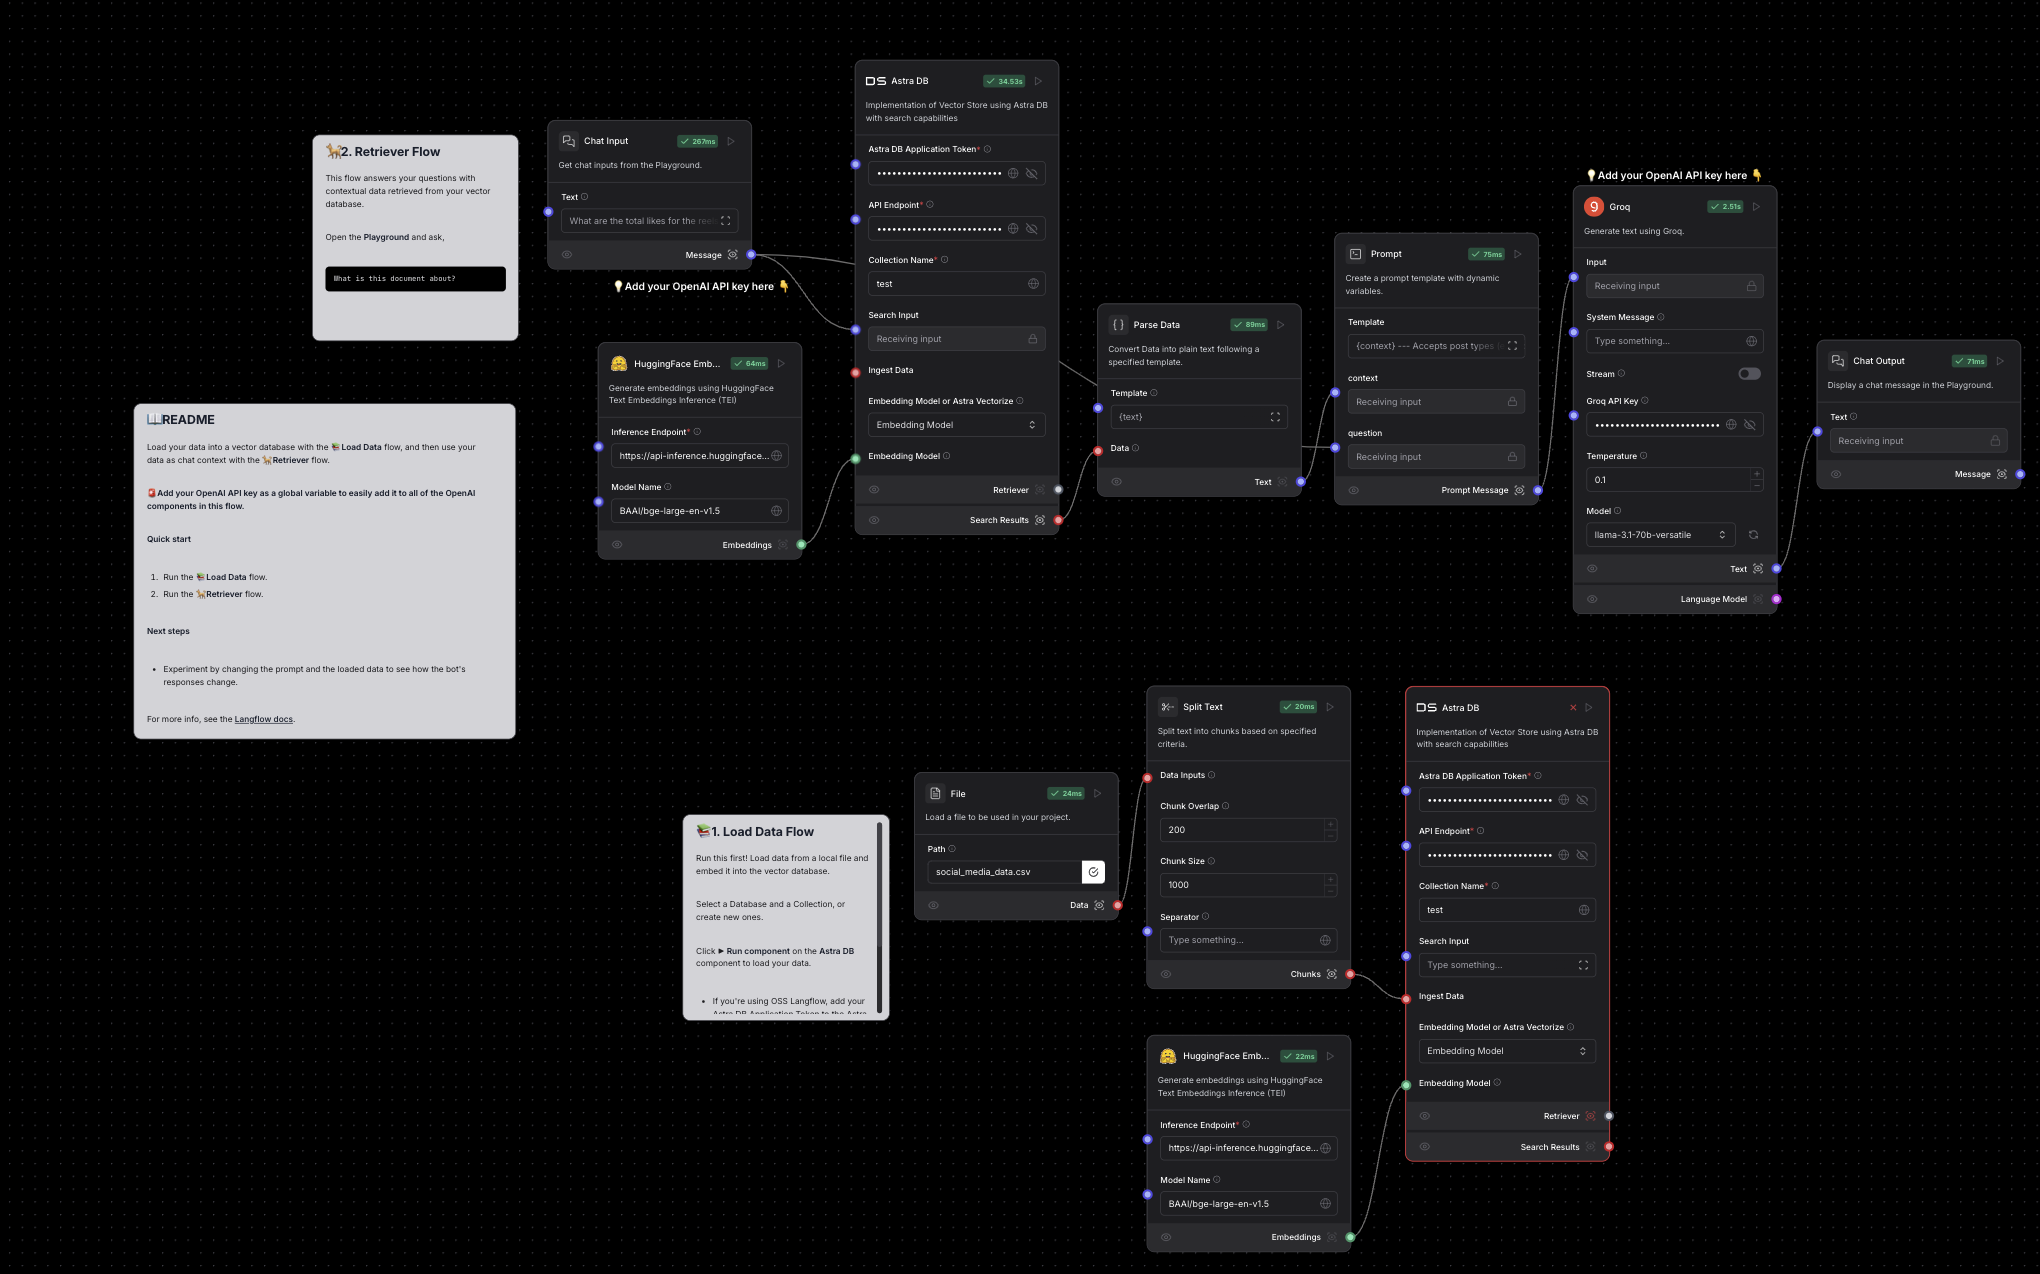 2. Retriever Flow
This flow answers your questions with
contextual data retrieved from your vector
database.
Open the Playground and ask,
What is this document about?
README
Load your data into a vector database with the 📚 Load Data flow, and then use your
data as chat context with the 🐕Retriever flow.
🚨Add your OpenAI API key as a global variable to easily add it to all of the OpenAI
components in this flow.
Quick start
1. Run the 📚Load Data flow.
2. Run the 🐕Retriever flow.
Next steps
• Experiment by changing the prompt and the loaded data to see how the bot's
responses change.
For more info, see the Langflow docs.
Chat Input
267ms
Get chat inputs from the Playground.
Text
What are the total likes for the reel
Message
💡Add your OpenAI API key here 👇
HuggingFace Emb...
64ms
Generate embeddings using HuggingFace
Text Embeddings Inference (TEI)
Inference Endpoint*
https://api-inference.huggingface...
Model Name
BAAI/bge-large-en-v1.5
Embeddings
DS Astra DB
34.53s
Implementation of Vector Store using Astra DB
with search capabilities
Astra DB Application Token*
API Endpoint*
Collection Name*
test
Search Input
Receiving input
Ingest Data
Embedding Model or Astra Vectorize
Embedding Model
Embedding Model
Retriever
Search Results
Parse Data
89ms
Convert Data into plain text following a
specified template.
Template
{text}
Data
Text
Prompt
75ms
Create a prompt template with dynamic
variables.
Template
{context} --- Accepts post types
context
Receiving input
question
Receiving input
Prompt Message
💡Add your OpenAI API key here 👇
Groq
2.51s
Generate text using Groq.
Input
Receiving input
System Message
Type something...
Stream
Groq API Key
Temperature
0.1
Model
llama-3.1-70b-versatile
Text
Language Model
Chat Output
71ms
Display a chat message in the Playground.
Text
Receiving input
Message
📚1. Load Data Flow
Run this first! Load data from a local file and
embed it into the vector database.
Select a Database and a Collection, or
create new ones.
Click ▶ Run component on the Astra DB
component to load your data.
• If you're using OSS Langflow, add your
Astra DB Application Token to the Astra
File
24ms
Load a file to be used in your project.
Path
social_media_data.csv
Data
Split Text
20ms
Split text into chunks based on specified
criteria.
Data Inputs
Chunk Overlap
200
Chunk Size
1000
Separator
Type something...
Chunks
HuggingFace Emb...
22ms
Generate embeddings using HuggingFace
Text Embeddings Inference (TEI)
Inference Endpoint*
https://api-inference.huggingface...
Model Name
BAAI/bge-large-en-v1.5
Embeddings
DS Astra DB
Implementation of Vector Store using Astra DB
with search capabilities
Astra DB Application Token*
API Endpoint*
Collection Name*
test
Search Input
Type something...
Ingest Data
Embedding Model or Astra Vectorize
Embedding Model
Embedding Model
Retriever
Search Results